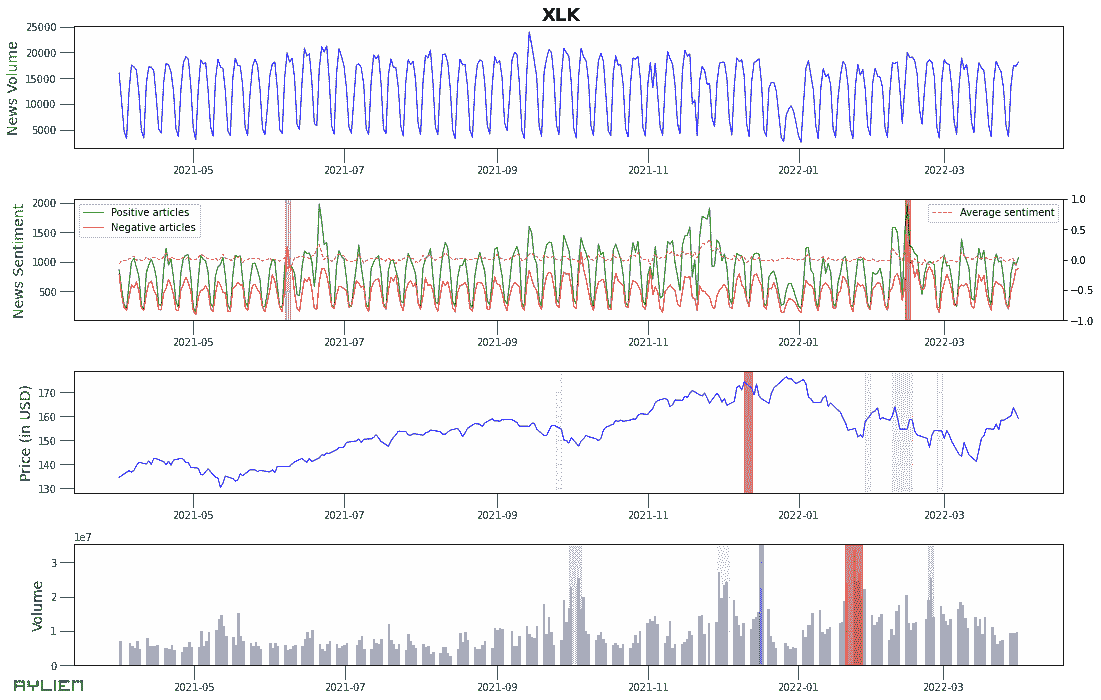 XLK
News Volume
25000
20000
15000
10000
5000
2021-05 2021-07 2021-09 2021-11 2022-01 2022-03
News Sentiment
2000
1500
1000
500
Positive articles
Negative articles
Average sentiment
1.0
0.5
0.0
−0.5
−1.0
2021-05 2021-07 2021-09 2021-11 2022-01 2022-03
Price (in USD)
170
160
150
140
130
2021-05 2021-07 2021-09 2021-11 2022-01 2022-03
1e7
Volume
3
2
1
0
2021-05 2021-07 2021-09 2021-11 2022-01 2022-03
AYLIEN